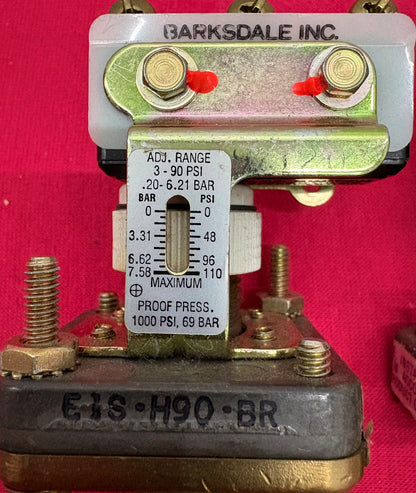 BARKSDALE INC.
ADJ. RANGE
3 - 90 PSI
.20- 6.21 BAR
BAR PSI
0 0
3.31 48
6.62 96
7.58 110
MAXIMUM
PROOF PRESS.
1000 PSI, 69 BAR
E1S-H90-BR